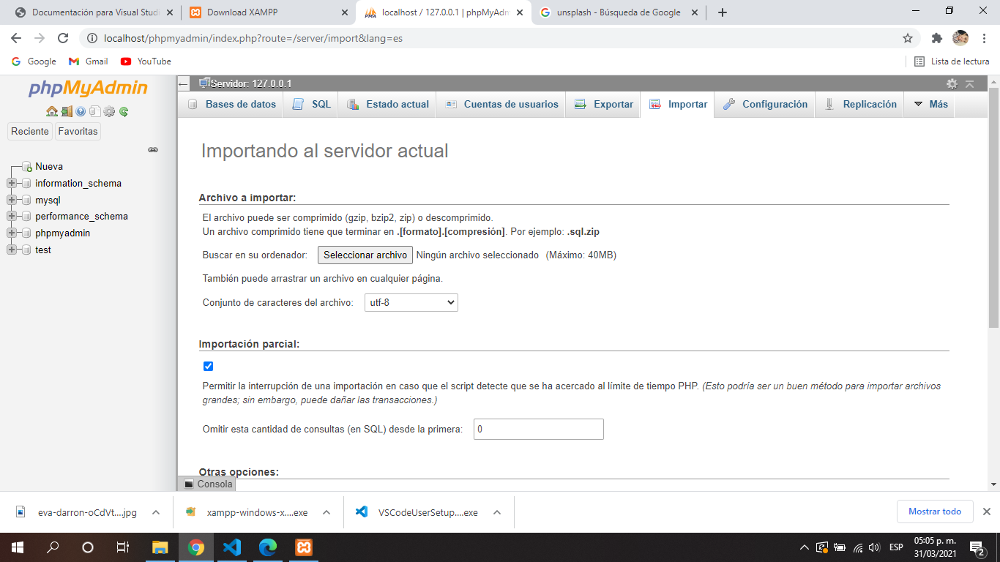 Documentación para Visual Studi
Download XAMPP
localhost / 127.0.0.1 | phpMyAdm
unsplash - Búsqueda de Google
localhost/phpmyadmin/index.php?route=/server/import&lang=es
Google
Gmail
YouTube
Lista de lectura
phpMyAdmin
Reciente
Favoritas
Nueva
information_schema
mysql
performance_schema
phpmyadmin
test
Servidor: 127.0.0.1
Bases de datos
SQL
Estado actual
Cuentas de usuarios
Exportar
Importar
Configuración
Replicación
Más
Importando al servidor actual
Archivo a importar:
El archivo puede ser comprimido (gzip, bzip2, zip) o descomprimido.
Un archivo comprimido tiene que terminar en .[formato].[compresión]. Por ejemplo: .sql.zip
Buscar en su ordenador: Seleccionar archivo Ningún archivo seleccionado (Máximo: 40MB)
También puede arrastrar un archivo en cualquier página.
Conjunto de caracteres del archivo: utf-8
Importación parcial:
Permitir la interrupción de una importación en caso que el script detecte que se ha acercado al límite de tiempo PHP. (Esto podría ser un buen método para importar archivos
grandes; sin embargo, puede dañar las transacciones.)
Omitir esta cantidad de consultas (en SQL) desde la primera: 0
Otras opciones:
Consola
eva-darron-oCdVt....jpg
xampp-windows-x....exe
VSCodeUserSetup....exe
Mostrar todo
ESP
05:05 p. m.
31/03/2021
2